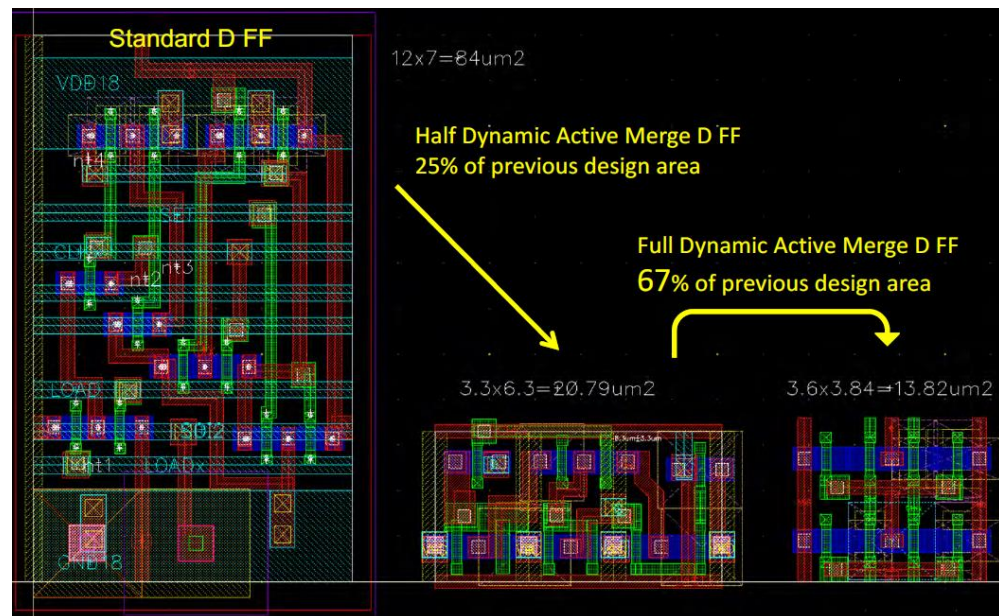 Standard D FF
12x7=84um2
VDD18
Half Dynamic Active Merge D FF
25% of previous design area
nt4
SET
Full Dynamic Active Merge D FF
67% of previous design area
CLK
nt3
nt2
LOAD
3.3x6.3=20.79um2
3.6x3.84=13.82um2
SDI2
nt1
LOADx
GND18